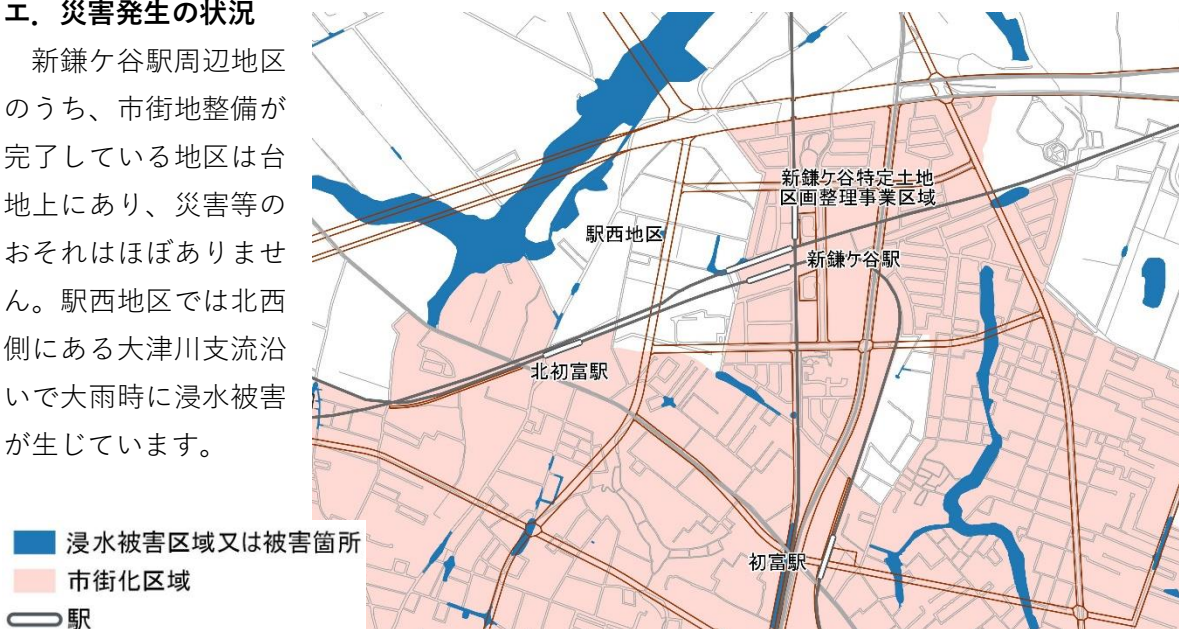 エ．災害発生の状況
新鎌ケ谷駅周辺地区
のうち、市街地整備が
完了している地区は台
地上にあり、災害等の
おそれはほぼありませ
ん。駅西地区では北西
側にある大津川支流沿
いで大雨時に浸水被害
が生じています。
新鎌ケ谷特定土地
区画整理事業区域
駅西地区
新鎌ケ谷駅
北初富駅
初富駅
浸水被害区域又は被害箇所
市街化区域
駅